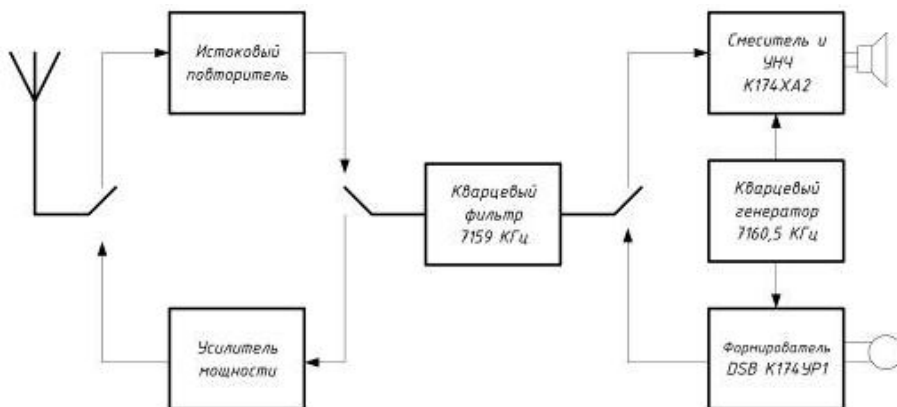 Истоковый
повторитель
Смеситель и
УНЧ
К174ХА2
Кварцевый
фильтр
7159 КГц
Кварцевый
генератор
7160,5 КГц
Усилитель
мощности
Формирователь
DSB К174УР1